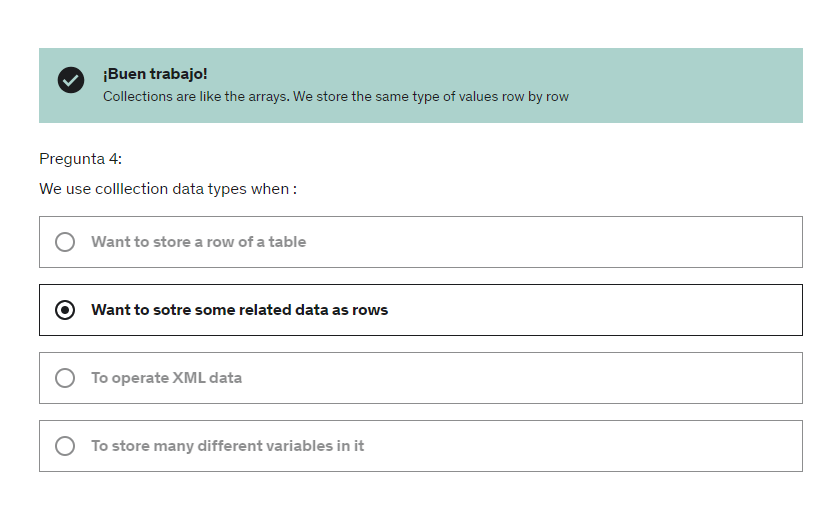 ¡Buen trabajo!
Collections are like the arrays. We store the same type of values row by row
Pregunta 4:
We use colllection data types when :
Want to store a row of a table
Want to sotre some related data as rows
To operate XML data
To store many different variables in it